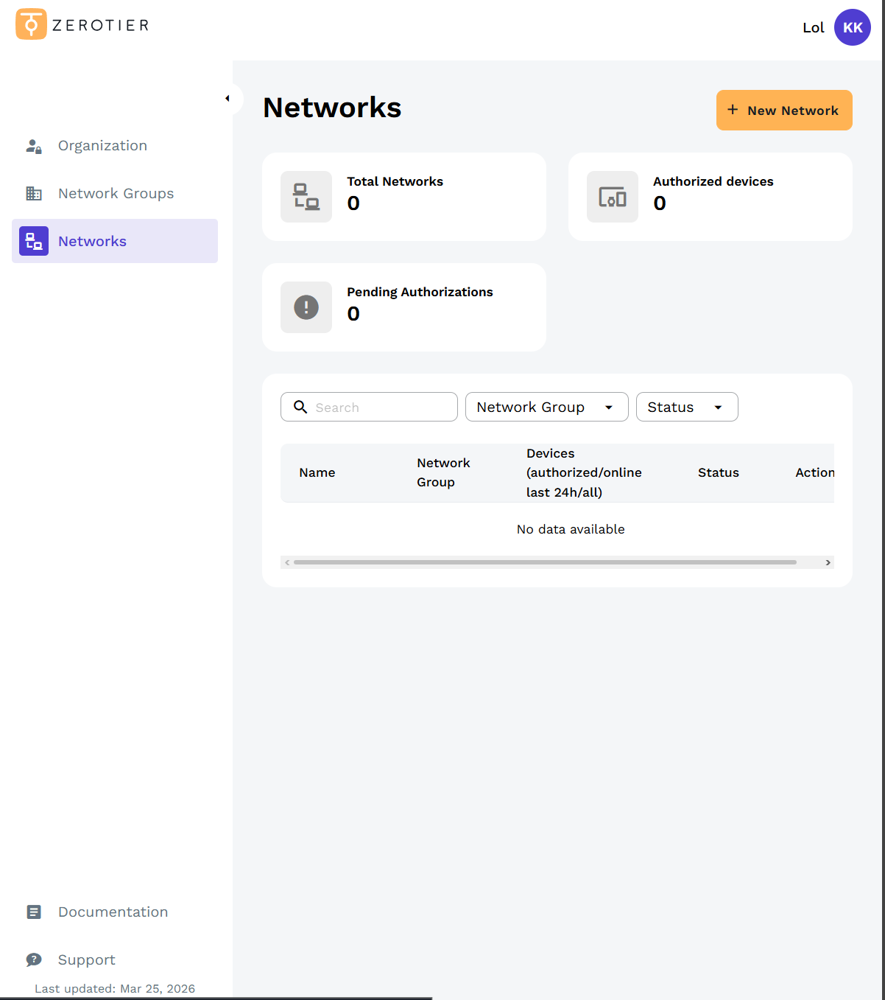 ZEROTIER
Lol
KK
Organization
Network Groups
Networks
Documentation
Support
Last updated: Mar 25, 2026
Networks
+ New Network
Total Networks
0
Authorized devices
0
Pending Authorizations
0
Search
Network Group
Status
Name
Network
Group
Devices
(authorized/online
last 24h/all)
Status
Action
No data available